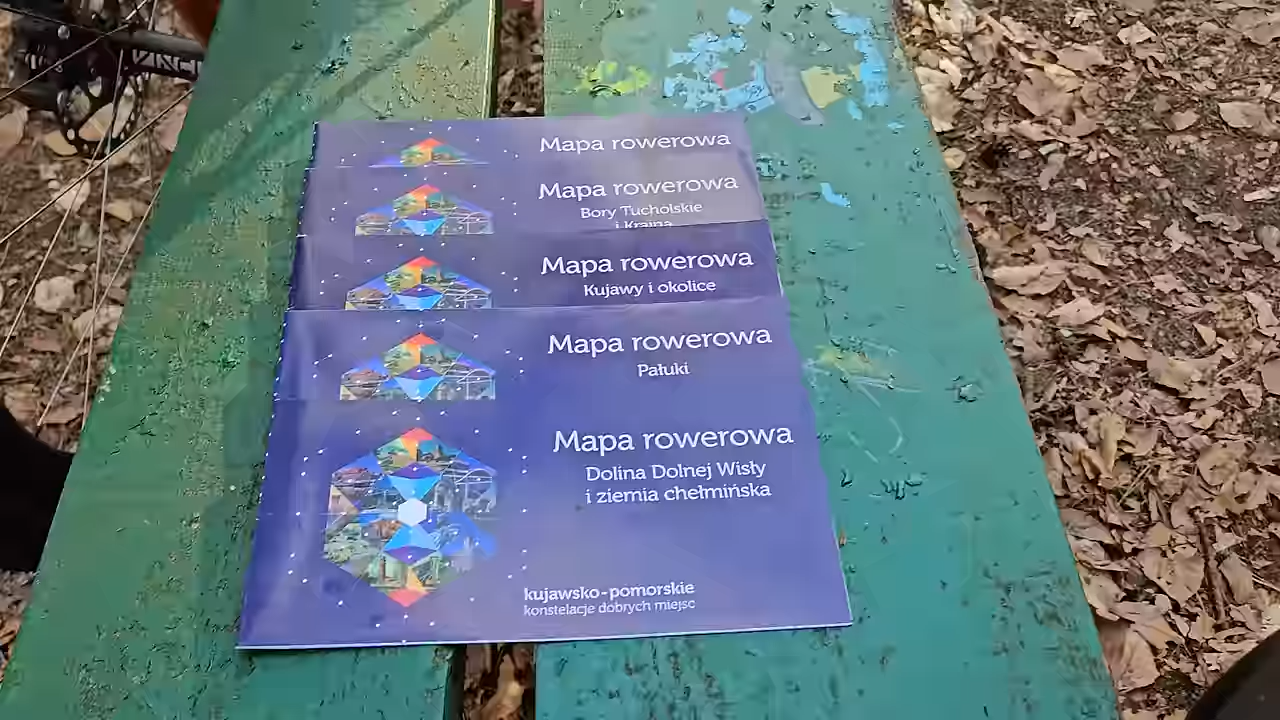 Mapa rowerowa
Mapa rowerowa
Bory Tucholskie
i Krajna
Mapa rowerowa
Kujawy i okolice
Mapa rowerowa
Pałuki
Mapa rowerowa
Dolina Dolnej Wisły
i ziemia chełmińska
kujawsko-pomorskie
konstelacje dobrych miejsc